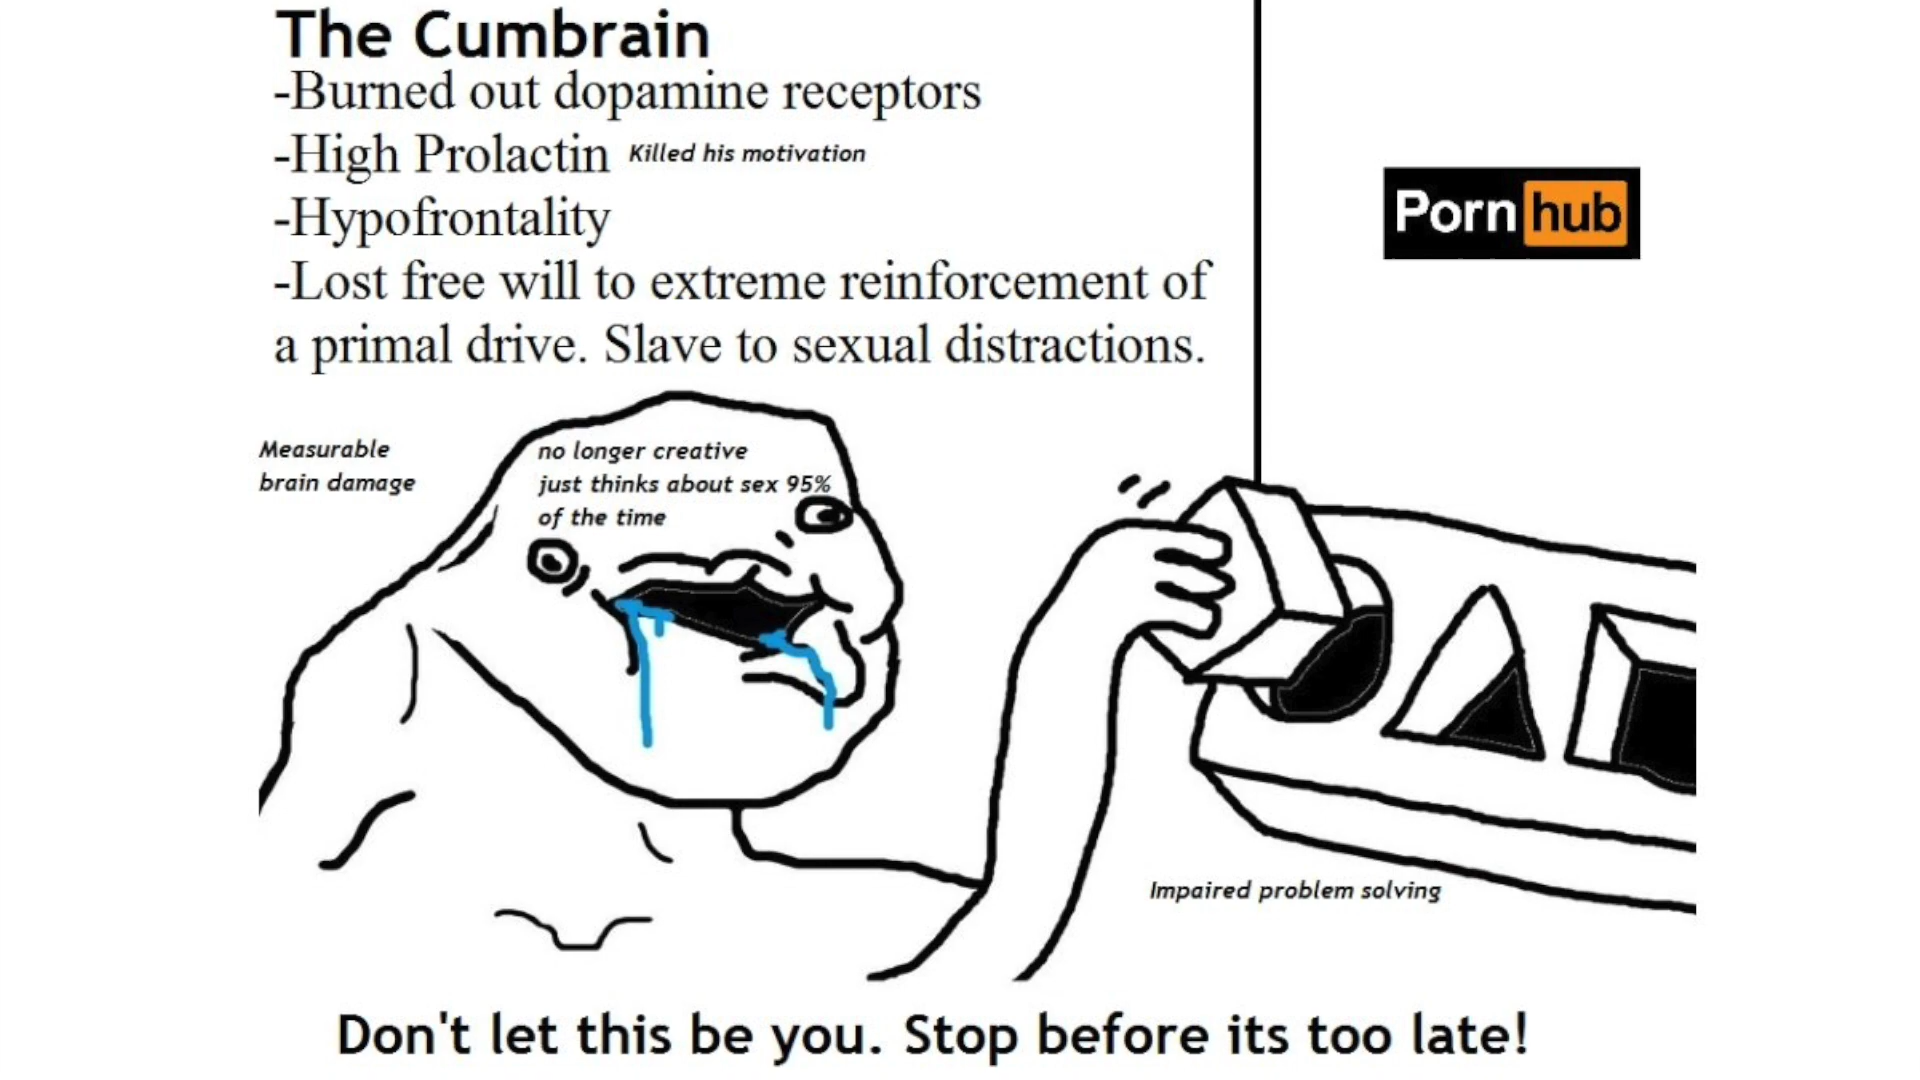 The Cumbrain
-Burned out dopamine receptors
-High Prolactin Killed his motivation
-Hypofrontality
-Lost free will to extreme reinforcement of
a primal drive. Slave to sexual distractions.
Porn hub
Measurable
brain damage
no longer creative
just thinks about sex 95%
of the time
Impaired problem solving
Don't let this be you. Stop before its too late!